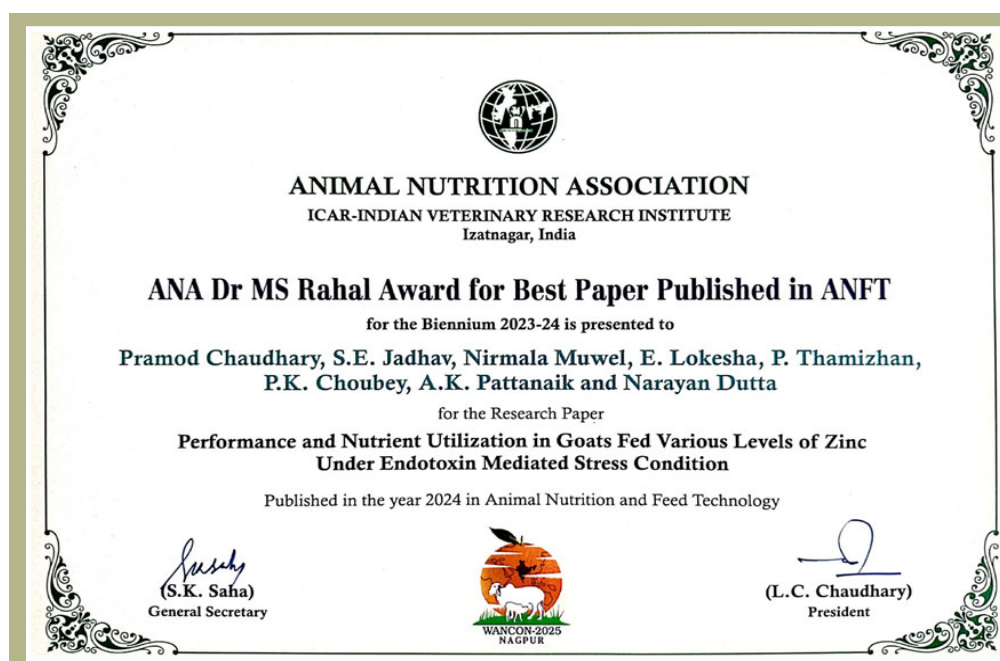 ANIMAL NUTRITION ASSOCIATION
ICAR-INDIAN VETERINARY RESEARCH INSTITUTE
Izatnagar, India
ANA Dr MS Rahal Award for Best Paper Published in ANFT
for the Biennium 2023-24 is presented to
Pramod Chaudhary, S.E. Jadhav, Nirmala Muwel, E. Lokesha, P. Thamizhan,
P.K. Choubey, A.K. Pattanaik and Narayan Dutta
for the Research Paper
Performance and Nutrient Utilization in Goats Fed Various Levels of Zinc
Under Endotoxin Mediated Stress Condition
Published in the year 2024 in Animal Nutrition and Feed Technology
(S.K. Saha)
General Secretary
WANCON-2025
NAGPUR
(L.C. Chaudhary)
President